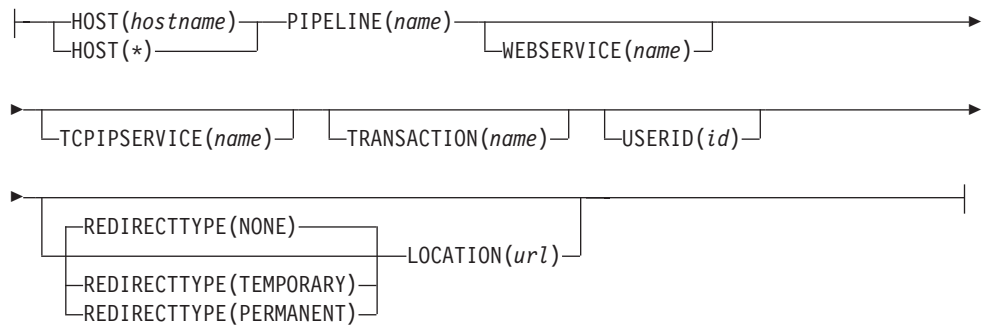 HOST(hostname) PIPELINE(name)
HOST(*) WEBSERVICE(name)
TCPIPSERVICE(name) TRANSACTION(name) USERID(id)
REDIRECTTYPE(NONE)
LOCATION(url)
REDIRECTTYPE(TEMPORARY)
REDIRECTTYPE(PERMANENT)